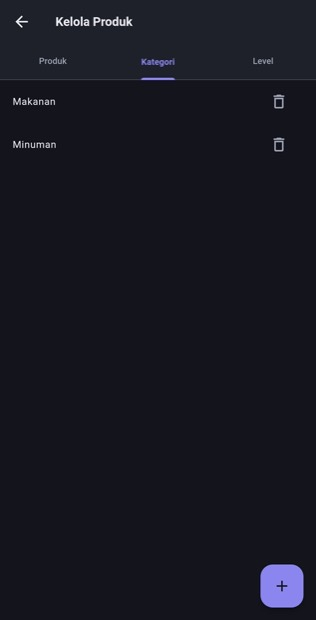 Kelola Produk
Produk Kategori Level
Makanan
Minuman